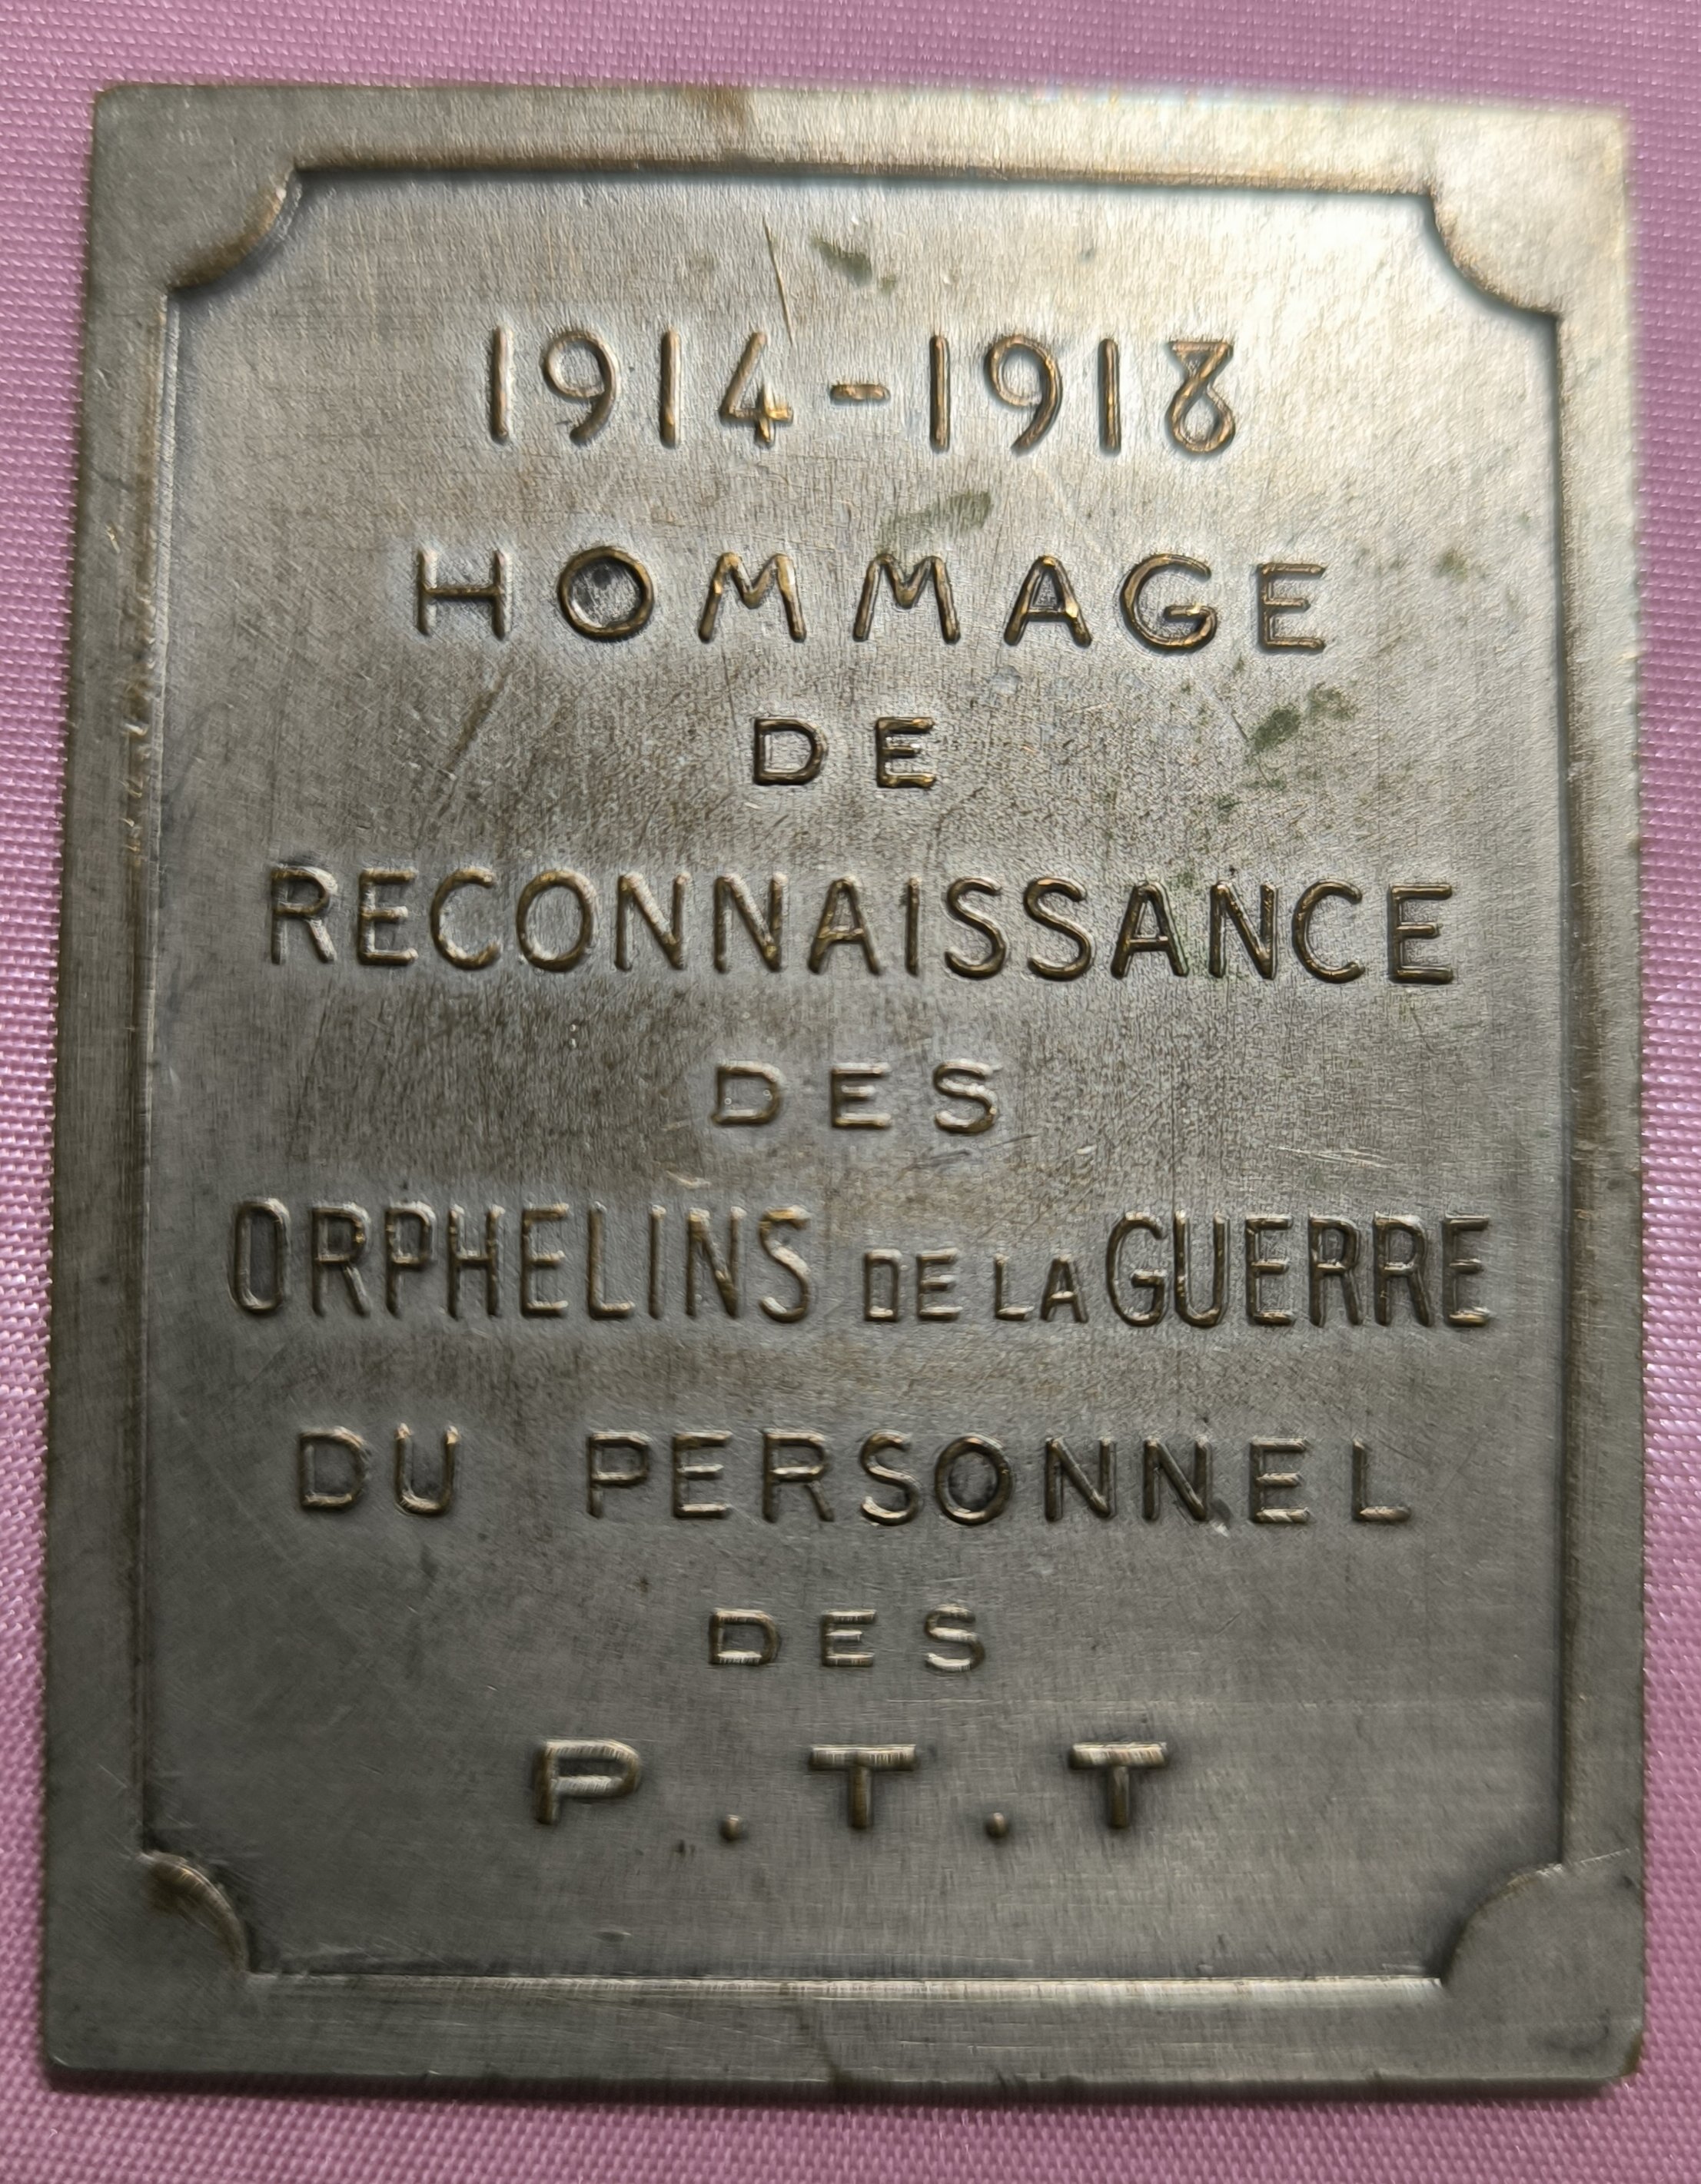 1914-1918
HOMMAGE
DE
RECONNAISSANCE
DES
ORPHELINS DE LA GUERRE
DU PERSONNEL
DES
P.T.T